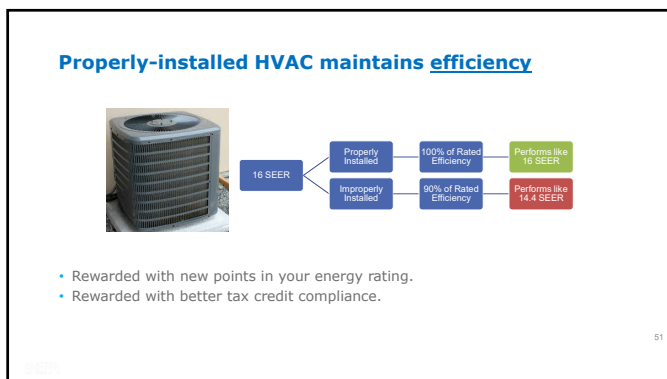 Properly-installed HVAC maintains efficiency
16 SEER
Properly
Installed
100% of Rated
Efficiency
Performs like
16 SEER
Improperly
Installed
90% of Rated
Efficiency
Performs like
14.4 SEER
• Rewarded with new points in your energy rating.
• Rewarded with better tax credit compliance.
51